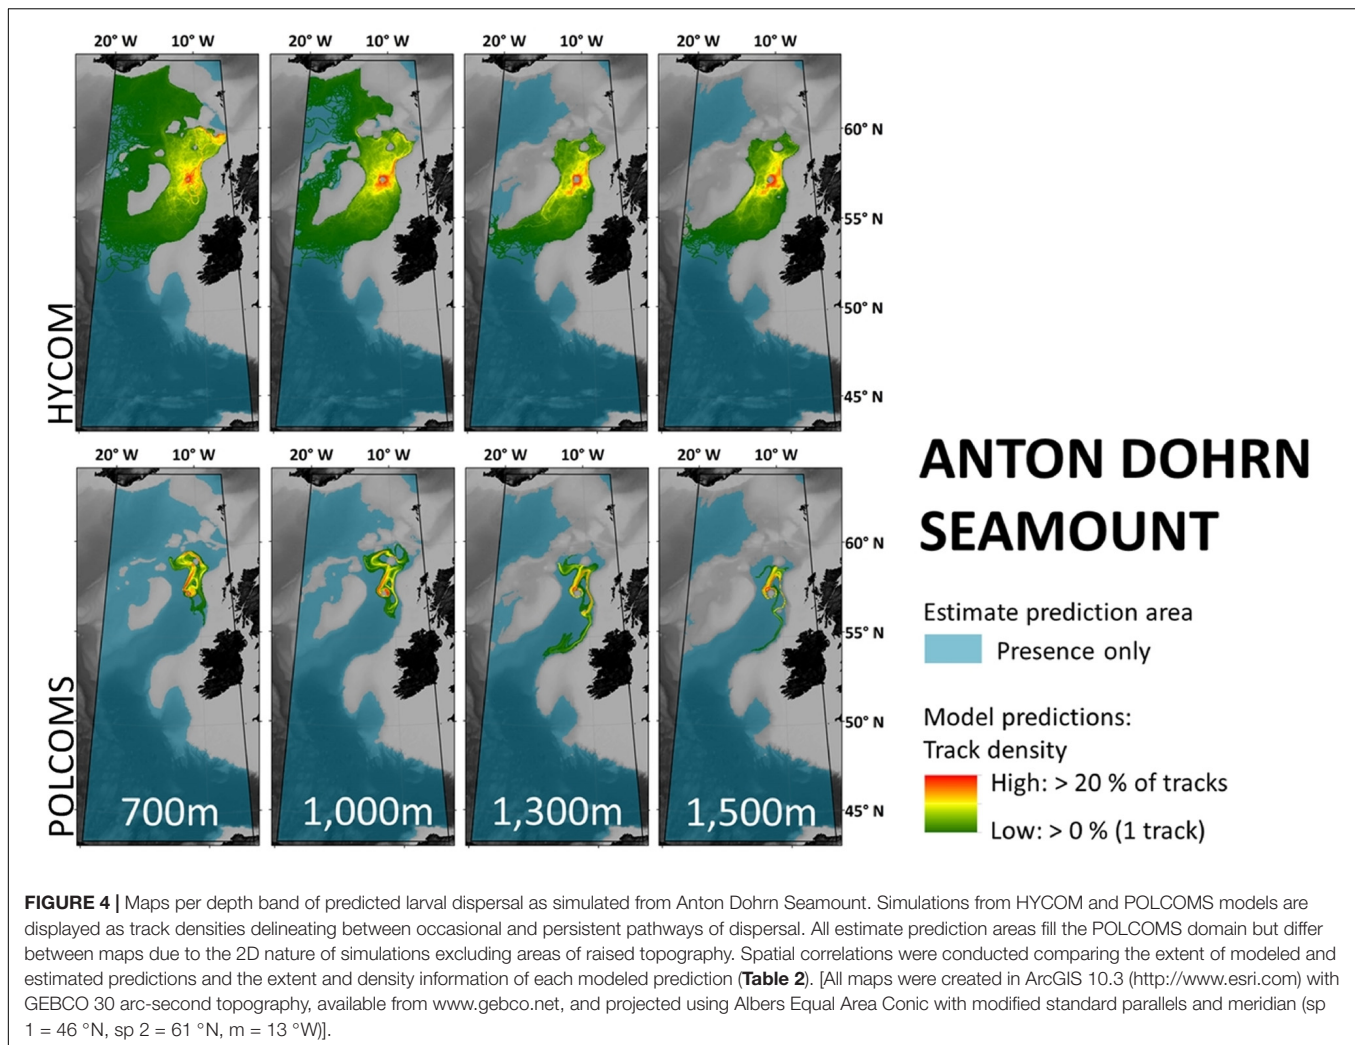 20° W 10° W 20° W 10° W 20° W 10° W 20° W 10° W
60° N
55° N
50° N
45° N
HYCOM
20° W 10° W 20° W 10° W 20° W 10° W 20° W 10° W
60° N
55° N
50° N
45° N
POLCOMS
700m 1,000m 1,300m 1,500m
ANTON DOHRN
SEAMOUNT
Estimate prediction area
Presence only
Model predictions:
Track density
High: > 20 % of tracks
Low: > 0 % (1 track)
FIGURE 4 | Maps per depth band of predicted larval dispersal as simulated from Anton Dohrn Seamount. Simulations from HYCOM and POLCOMS models are
displayed as track densities delineating between occasional and persistent pathways of dispersal. All estimate prediction areas fill the POLCOMS domain but differ
between maps due to the 2D nature of simulations excluding areas of raised topography. Spatial correlations were conducted comparing the extent of modeled and
estimated predictions and the extent and density information of each modeled prediction (Table 2). [All maps were created in ArcGIS 10.3 (http://www.esri.com) with
GEBCO 30 arc-second topography, available from www.gebco.net, and projected using Albers Equal Area Conic with modified standard parallels and meridian (sp
1 = 46 °N, sp 2 = 61 °N, m = 13 °W)].